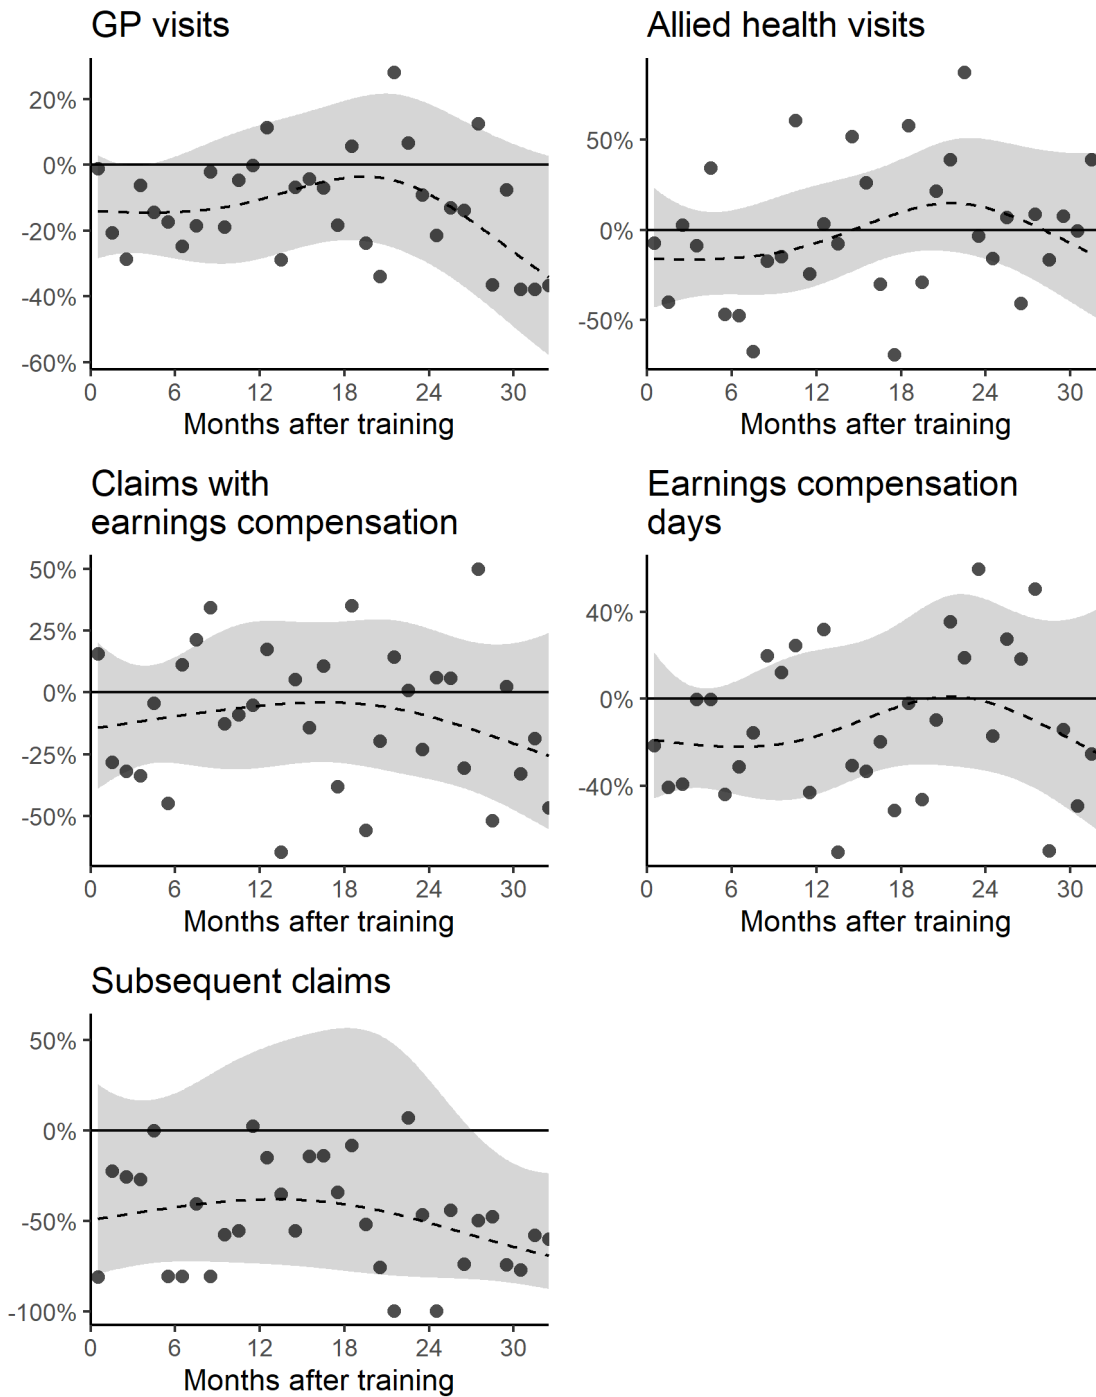 GP visits
20%
0%
-20%
-40%
-60%
0 6 12 18 24 30
Months after training
Allied health visits
50%
0%
-50%
0 6 12 18 24 30
Months after training
Claims with
earnings compensation
50%
25%
0%
-25%
-50%
0 6 12 18 24 30
Months after training
Earnings compensation
days
40%
0%
-40%
0 6 12 18 24 30
Months after training
Subsequent claims
50%
0%
-50%
-100%
0 6 12 18 24 30
Months after training